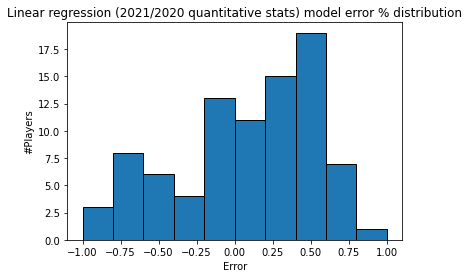 Linear regression (2021/2020 quantitative stats) model error % distribution
17.5
15.0
12.5
10.0
7.5
5.0
2.5
0.0
#Players
−1.00 −0.75 −0.50 −0.25 0.00 0.25 0.50 0.75 1.00
Error